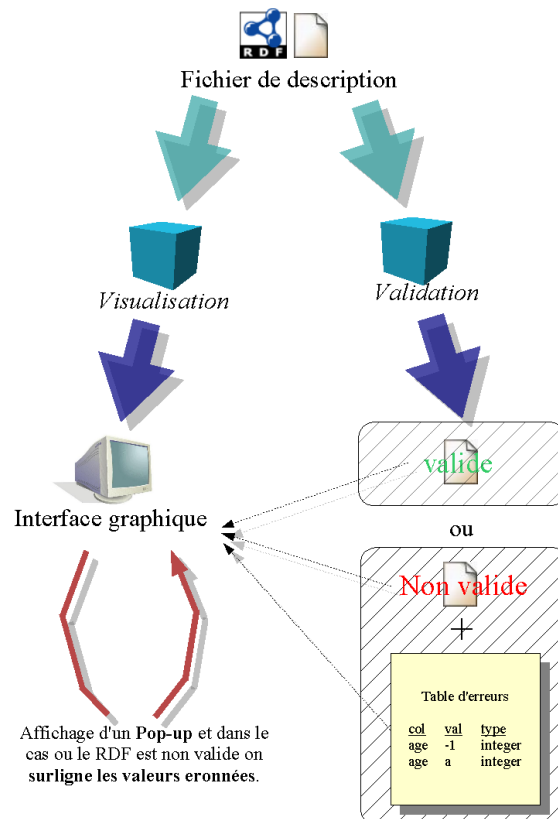 RDF
Fichier de description
Visualisation
Validation
valide
Interface graphique
ou
Non valide
+
Table d'erreurs
col val type
age -1 integer
age a integer
Affichage d'un Pop-up et dans le
cas ou le RDF est non valide on
surligne les valeurs eronnées.